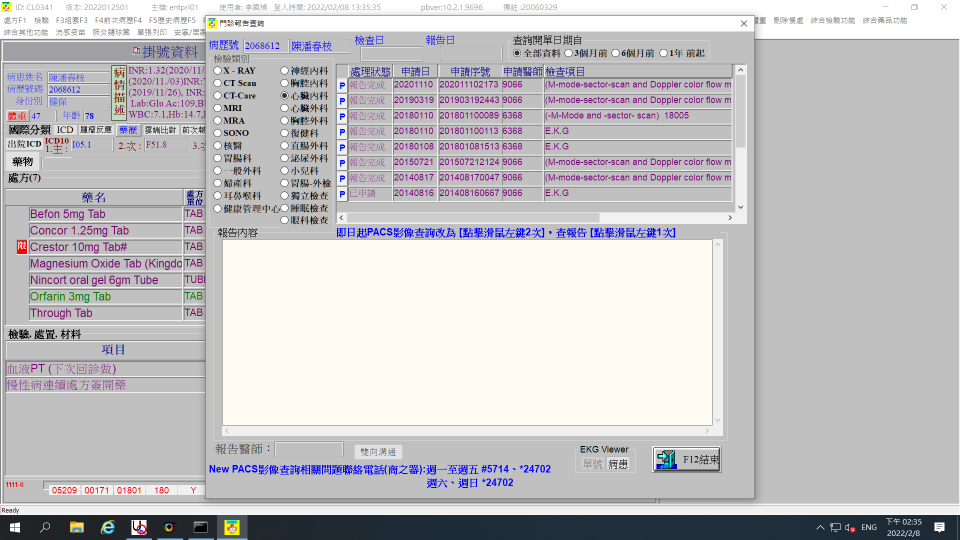 ID: CL0341 版本: 2022012501 主機: entpri01 使用者: 李國禎 登入時間: 2022/02/08 13:35:35 pbver:10.2.1.9696 備註 :20060329
處方F1 檢驗 F3組套F3 F4前次病歷F4 F5歷史病歷F5
刪除餐處 綜合檢驗功能 綜合藥品功能
綜合其他功能 流感疫苗 肺炎鏈球菌 單張列印 安寧/居家
門診報告查詢
掛號資料
病歷號 2068612 陳潘春枝 檢查日 報告日 查詢開單日期自
全部資料 3個月前 6個月前 1年 前起
檢驗類別
X - RAY 神經內科
CT Scan 胸腔內科
CT-Care 心臟內科
MRI 心臟外科
MRA 胸腔外科
SONO 復健科
核醫 直腸外科
胃腸科 泌尿外科
一般外科 小兒科
婦產科 胃腸-外檢
耳鼻喉科 獨立檢查
健康管理中心 睡眠檢查
眼科檢查
處理狀態 申請日 申請序號 申請醫師 檢查項目
P 報告完成 20201110 202011102173 9066 (M-mode-sector-scan and Doppler color flow m
P 報告完成 20190319 201903192443 9066 (M-mode-sector-scan and Doppler color flow m
P 報告完成 20180110 201801100089 6368 (-M-Mode and -sector- scan) 18005
P 報告完成 20180110 201801100113 6368 E.K.G
P 報告完成 20180108 201801081513 6368 E.K.G
P 報告完成 20150721 201507212124 9066 (M-mode-sector-scan and Doppler color flow m
P 報告完成 20140817 201408170047 9066 (M-mode-sector-scan and Doppler color flow m
P 已申請 20140816 201408160667 9066 E.K.G
病患姓名 陳潘春枝
病歷號碼 2068612
身份別 健保
體重 47 年齡 78
病情描述
INR:1.32(2020/11/
(2020/11/03)INR:7
(2019/11/26), INR:
Lab:Glu Ac:109,B
WBC:7.1,Hb:14.7,
國際分類 ICD 腫瘤反應 藥歷 雲端比對
出院ICD ICD10 1.主: I05.1 2.次: F51.8 3.
藥物
處方(7)
藥名 處方單位
Befon 5mg Tab TAB
Concor 1.25mg Tab TAB
限 Crestor 10mg Tab# TAB
Magnesium Oxide Tab (Kingdo TAB
Nincort oral gel 6gm Tube TUB
Orfarin 3mg Tab TAB
Through Tab TAB
檢驗, 處置, 材料
項目
血液PT (下次回診做)
慢性病連續處方簽開藥
1111-0 05209 00171 01801 180 Y
報告內容 即日起PACS影像查詢改為 [點擊滑鼠左鍵2次]，查報告 [點擊滑鼠左鍵1次]
報告醫師： 雙向溝通 EKG Viewer
單號 病患 F12結束
New PACS影像查詢相關問題聯絡電話(商之器):週一至週五 #5714、*24702
週六、週日 *24702
Ready
ENG 下午 02:35
2022/2/8